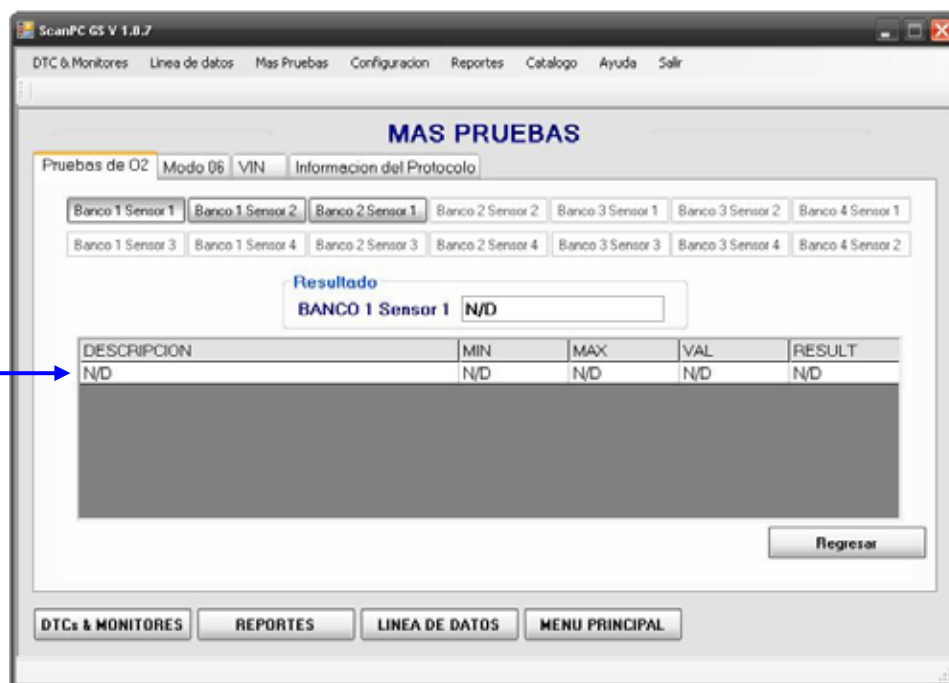 ScanPC GS V 1.0.7
DTC & Monitores Linea de datos Mas Pruebas Configuracion Reportes Catalogo Ayuda Salir
MAS PRUEBAS
Pruebas de O2 Modo 06 VIN Informacion del Protocolo
Banco 1 Sensor 1 Banco 1 Sensor 2 Banco 2 Sensor 1 Banco 2 Sensor 2 Banco 3 Sensor 1 Banco 3 Sensor 2 Banco 4 Sensor 1
Banco 1 Sensor 3 Banco 1 Sensor 4 Banco 2 Sensor 3 Banco 2 Sensor 4 Banco 3 Sensor 3 Banco 3 Sensor 4 Banco 4 Sensor 2
Resultado
BANCO 1 Sensor 1 N/D
DESCRIPCION MIN MAX VAL RESULT
N/D N/D N/D N/D N/D
Regresar
DTCs & MONITORES REPORTES LINEA DE DATOS MENU PRINCIPAL